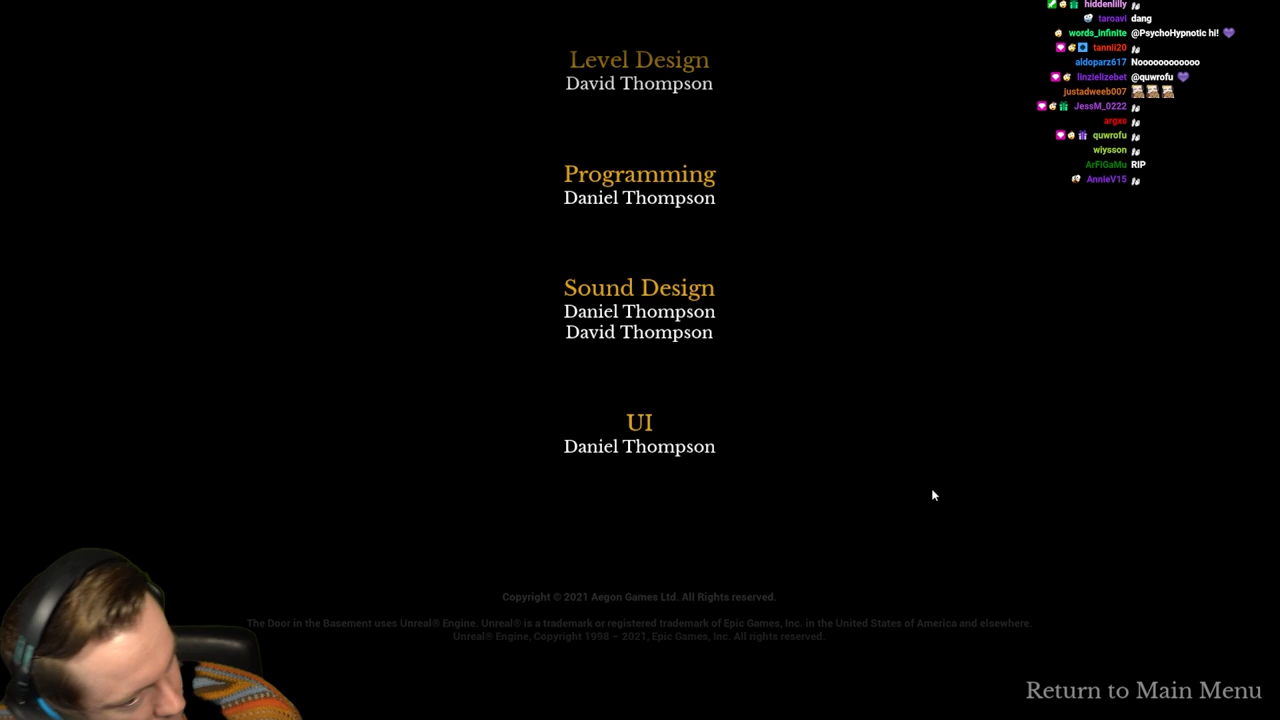 Level Design
David Thompson
Programming
Daniel Thompson
Sound Design
Daniel Thompson
David Thompson
UI
Daniel Thompson
Copyright © 2021 Aegon Games Ltd. All Rights reserved.
The Door in the Basement uses Unreal® Engine. Unreal® is a trademark or registered trademark of Epic Games, Inc. in the United States of America and elsewhere.
Unreal® Engine, Copyright 1998 – 2021, Epic Games, Inc. All rights reserved.
Return to Main Menu
hiddenlilly
taroavi dang
words_infinite @PsychoHypnotic hi! 💜
tannii20
aldoparz617 Nooooooooooo
linzielizebet @quwrofu 💜
justadweeb007
JessM_0222
argxs
quwrofu
wiysson
ArFiGaMu RIP
AnnieV15